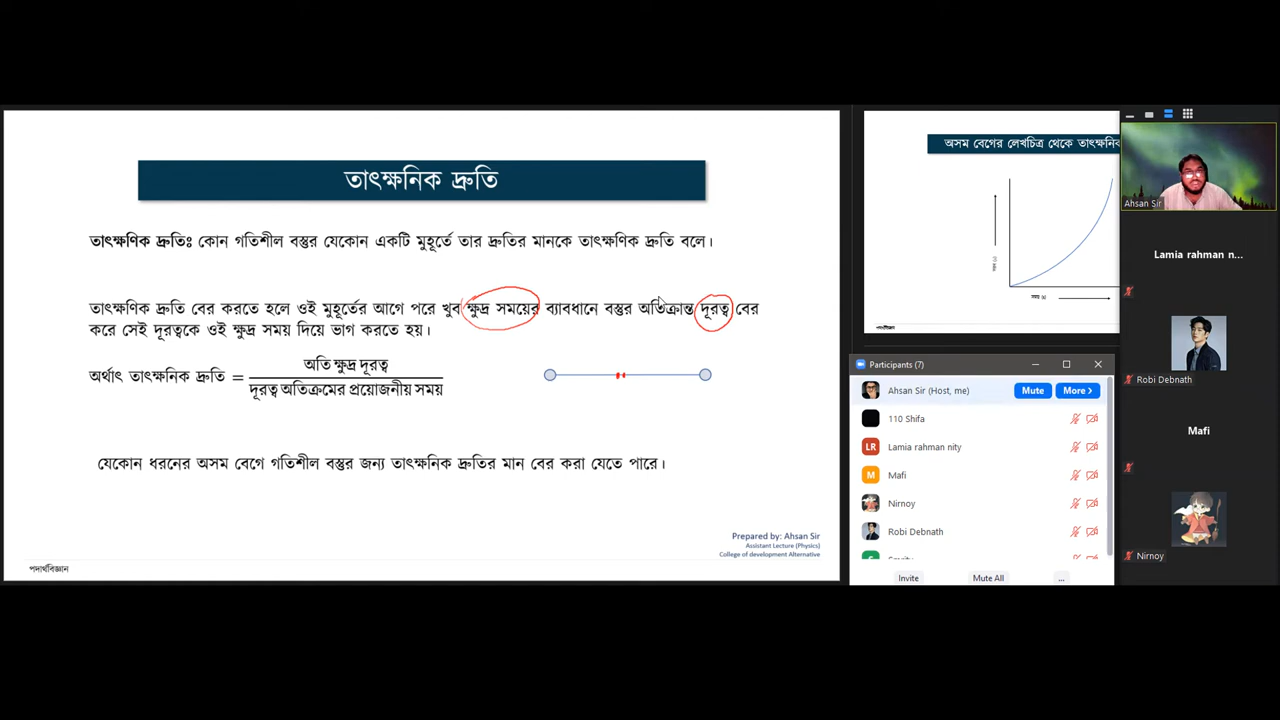 তাৎক্ষনিক দ্রুতি
তাৎক্ষণিক দ্রুতিঃ কোন গতিশীল বস্তুর যেকোন একটি মুহূর্তে তার দ্রুতির মানকে তাৎক্ষণিক দ্রুতি বলে।
তাৎক্ষণিক দ্রুতি বের করতে হলে ওই মুহূর্তের আগে পরে খুব ক্ষুদ্র সময়ের ব্যাবধানে বস্তুর অতিক্রান্ত দূরত্ব বের
করে সেই দূরত্বকে ওই ক্ষুদ্র সময় দিয়ে ভাগ করতে হয়।
অর্থাৎ তাৎক্ষনিক দ্রুতি = অতি ক্ষুদ্র দূরত্ব
দূরত্ব অতিক্রমের প্রয়োজনীয় সময়
যেকোন ধরনের অসম বেগে গতিশীল বস্তুর জন্য তাৎক্ষনিক দ্রুতির মান বের করা যেতে পারে।
Prepared by: Ahsan Sir
Assistant Lecture (Physics)
College of development Alternative
পদার্থবিজ্ঞান
অসম বেগের লেখচিত্র থেকে তাৎক্ষনিক
Participants (7)
Ahsan Sir (Host, me)
Mute
More >
110 Shifa
LR
Lamia rahman nity
M
Mafi
Nirnoy
Robi Debnath
Invite
Mute All
...
Ahsan Sir
Lamia rahman n...
Robi Debnath
Mafi
Nirnoy